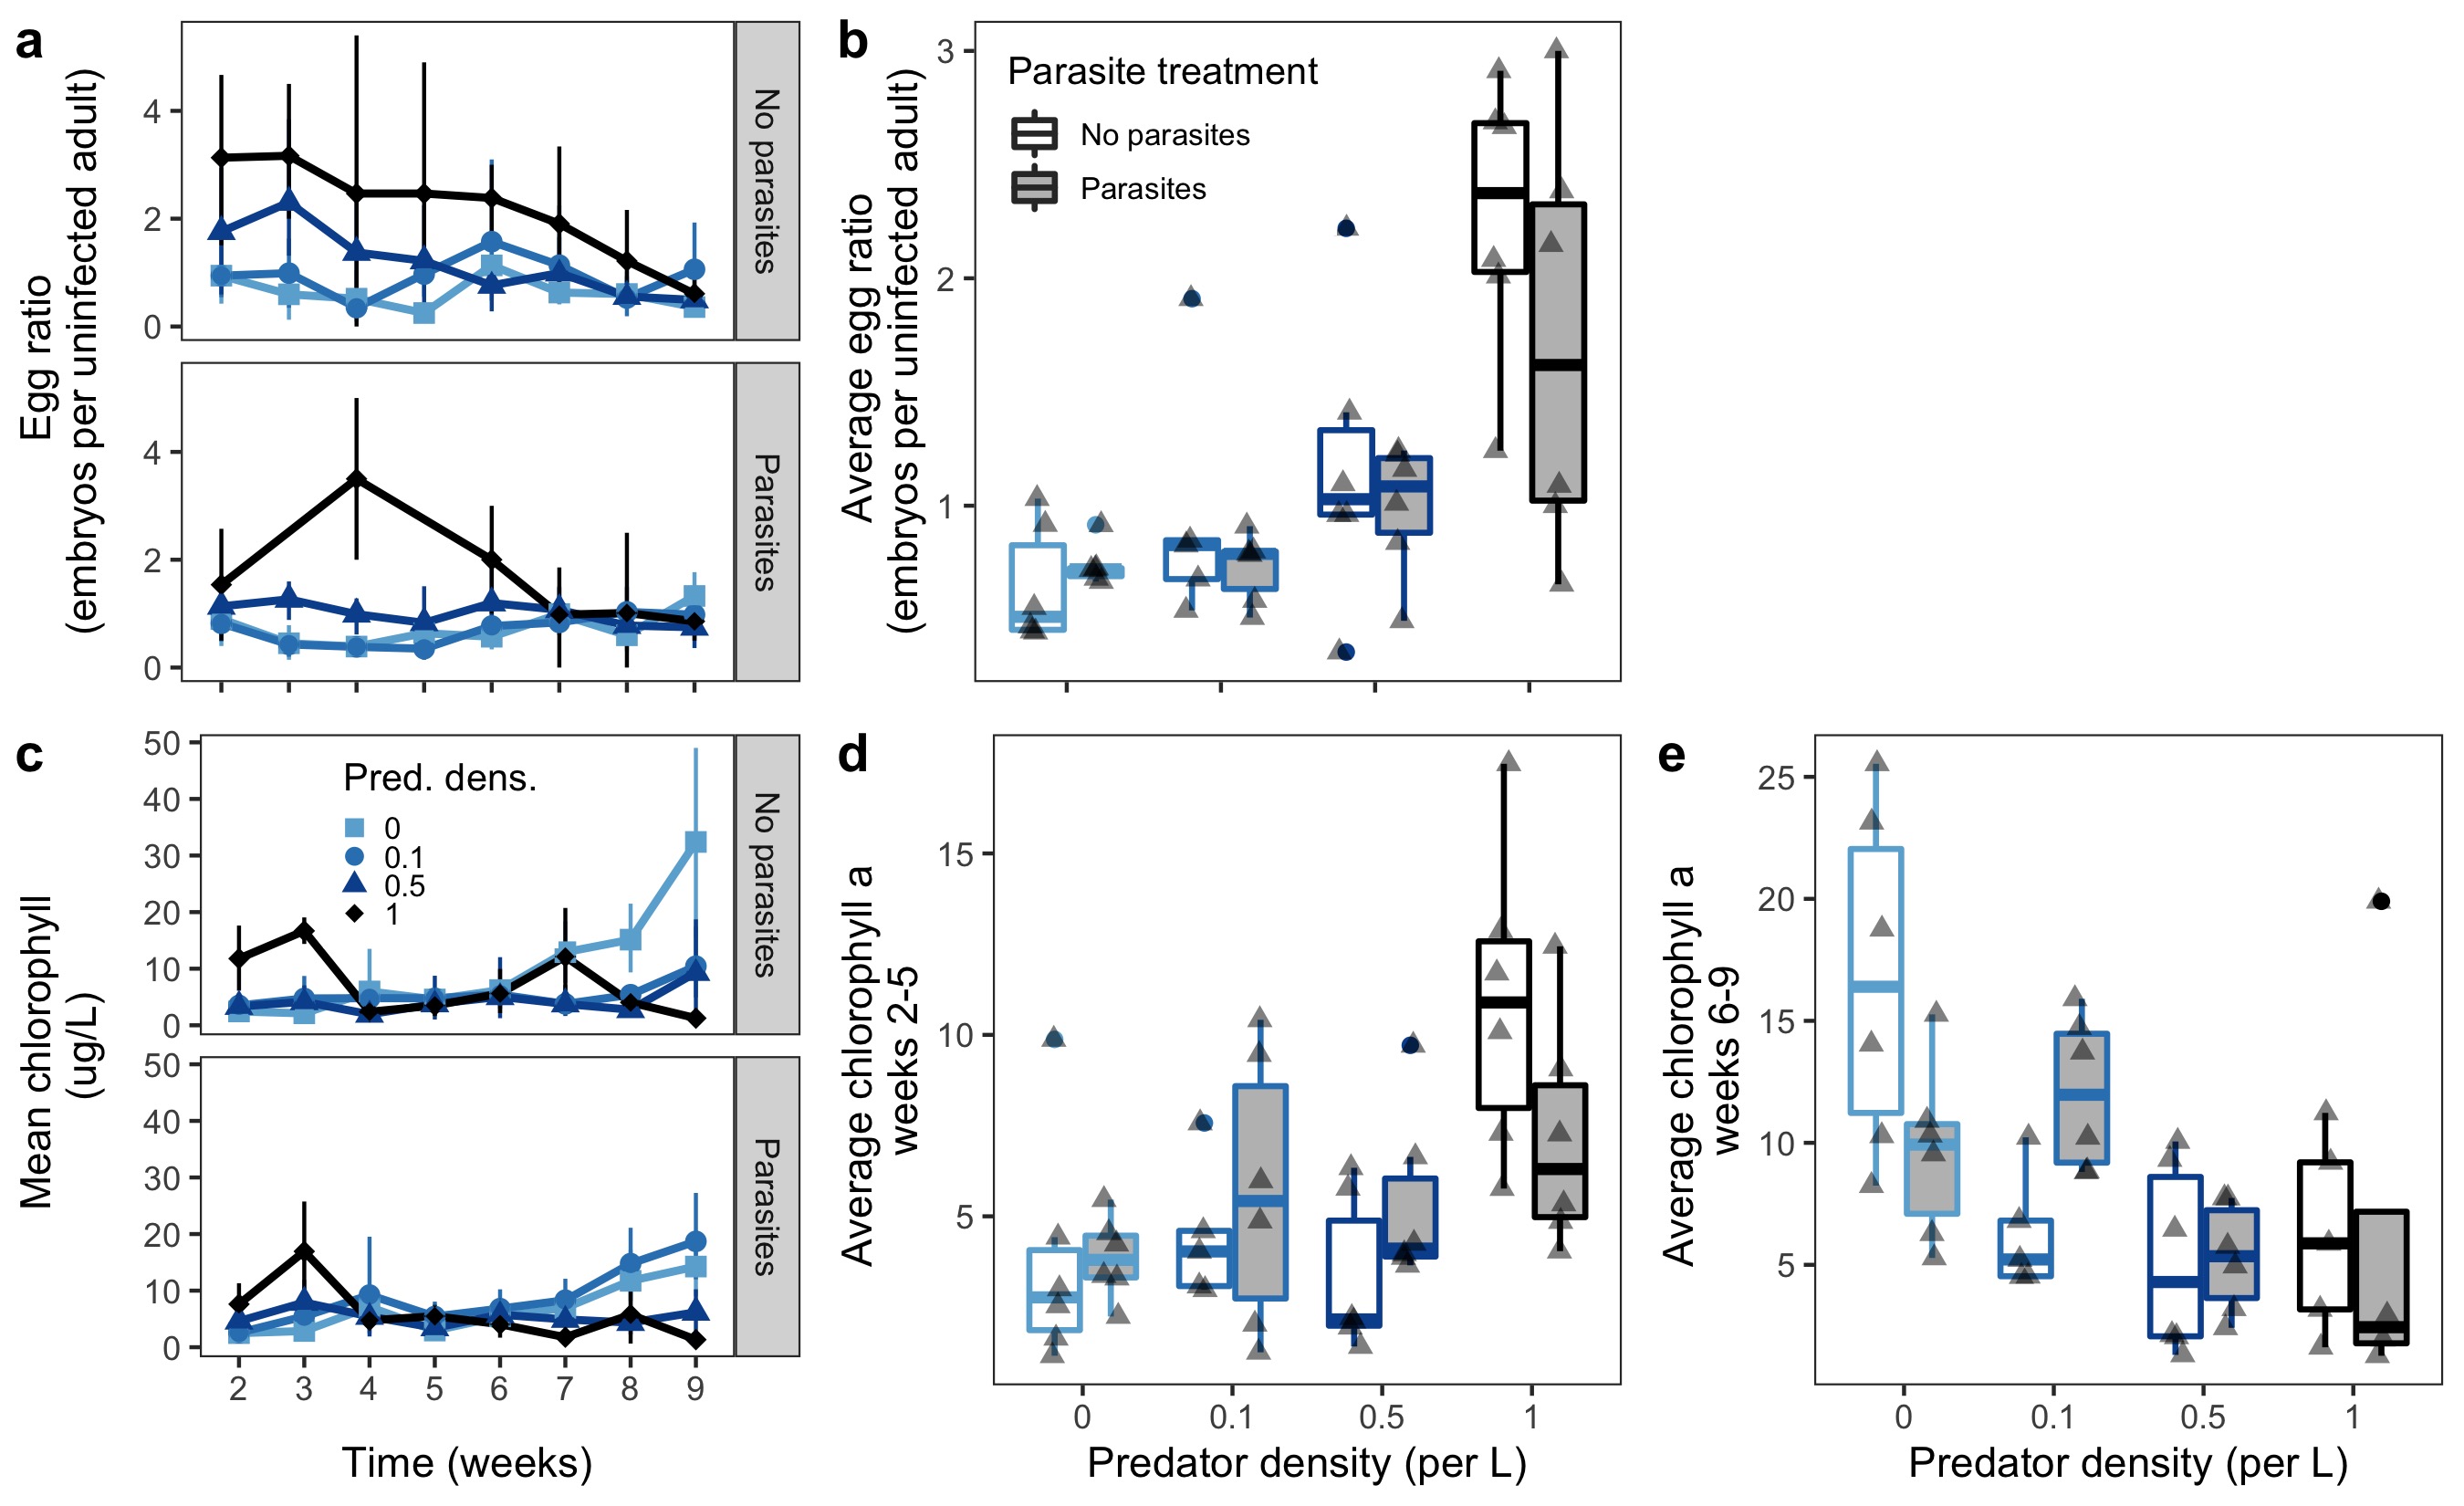 a
Egg ratio
(embryos per uninfected adult)
4
2
0
No parasites
4
2
0
Parasites
b
Average egg ratio
(embryos per uninfected adult)
3
2
1
Parasite treatment
No parasites
Parasites
c
Mean chlorophyll
(ug/L)
50
40
30
20
10
0
Pred. dens.
0
0.1
0.5
1
No parasites
50
40
30
20
10
0
Parasites
2 3 4 5 6 7 8 9
Time (weeks)
d
Average chlorophyll a
weeks 2-5
15
10
5
0 0.1 0.5 1
Predator density (per L)
e
Average chlorophyll a
weeks 6-9
25
20
15
10
5
0 0.1 0.5 1
Predator density (per L)